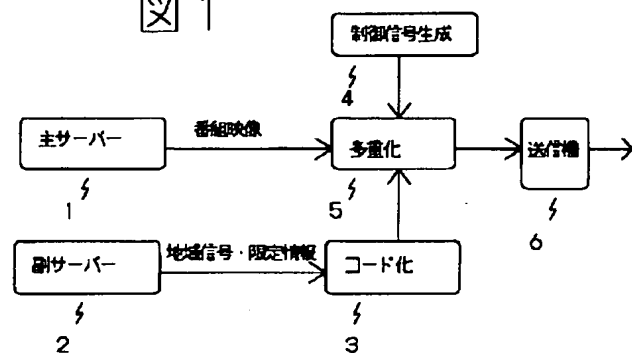 図1
制御信号生成
4
主サーバー
番組映像
多重化
送信機
1
5
6
副サーバー
地域信号・限定情報
コード化
2
3